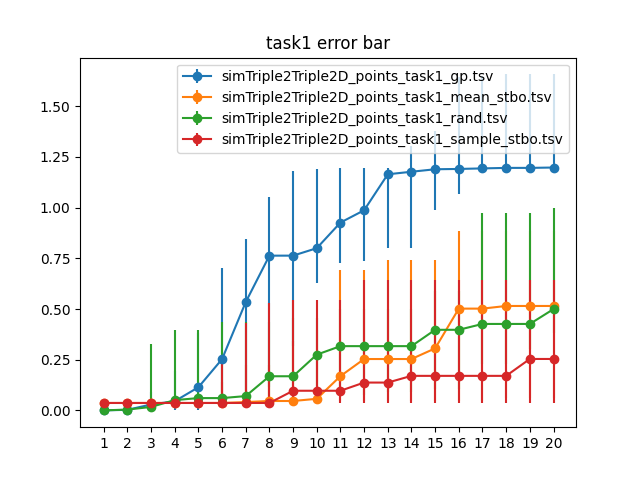 task1 error bar
simTriple2Triple2D_points_task1_gp.tsv
simTriple2Triple2D_points_task1_mean_stbo.tsv
simTriple2Triple2D_points_task1_rand.tsv
simTriple2Triple2D_points_task1_sample_stbo.tsv
1.50
1.25
1.00
0.75
0.50
0.25
0.00
1 2 3 4 5 6 7 8 9 10 11 12 13 14 15 16 17 18 19 20